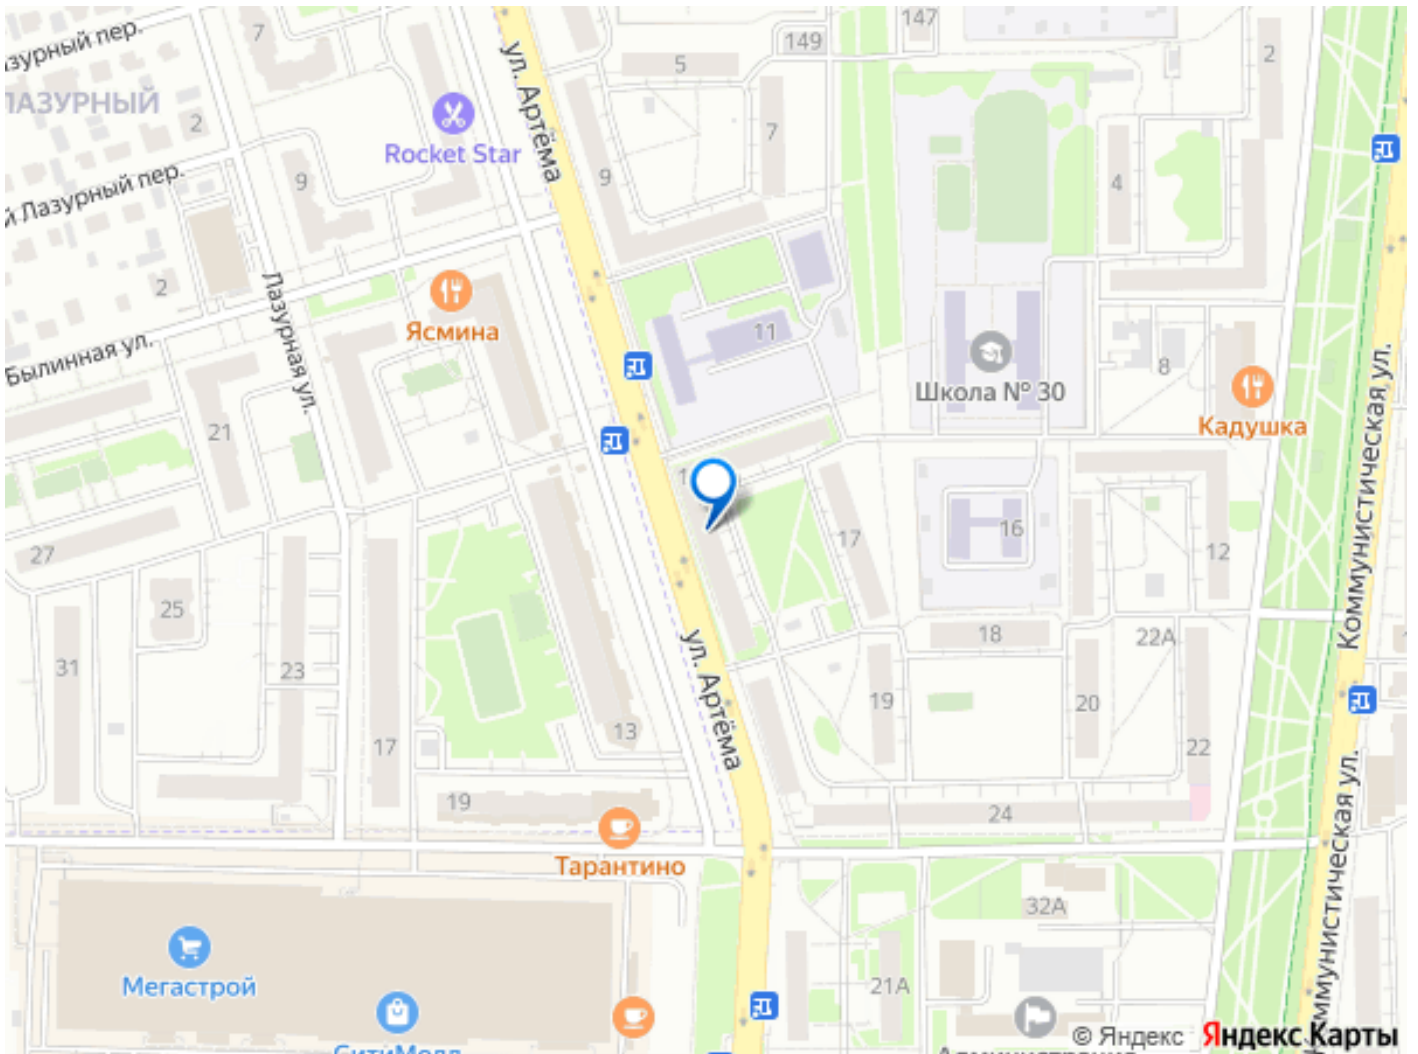 зурный пер.
7
5
149
147
2
ул. Артёма
ЛАЗУРНЫЙ
2
Rocket Star
7
9
9
4
й Лазурный пер.
2
Лазурная ул.
Ясмина
11
Школа № 30
8
Кадушка
Былинная ул.
21
Коммунистическая ул.
27
17
16
12
25
31
23
17
13
ул. Артёма
18
22А
19
20
22
19
24
Тарантино
Коммунистическая ул.
32А
21А
Мегастрой
СитиМолл
Администрация
© Яндекс Яндекс Карты